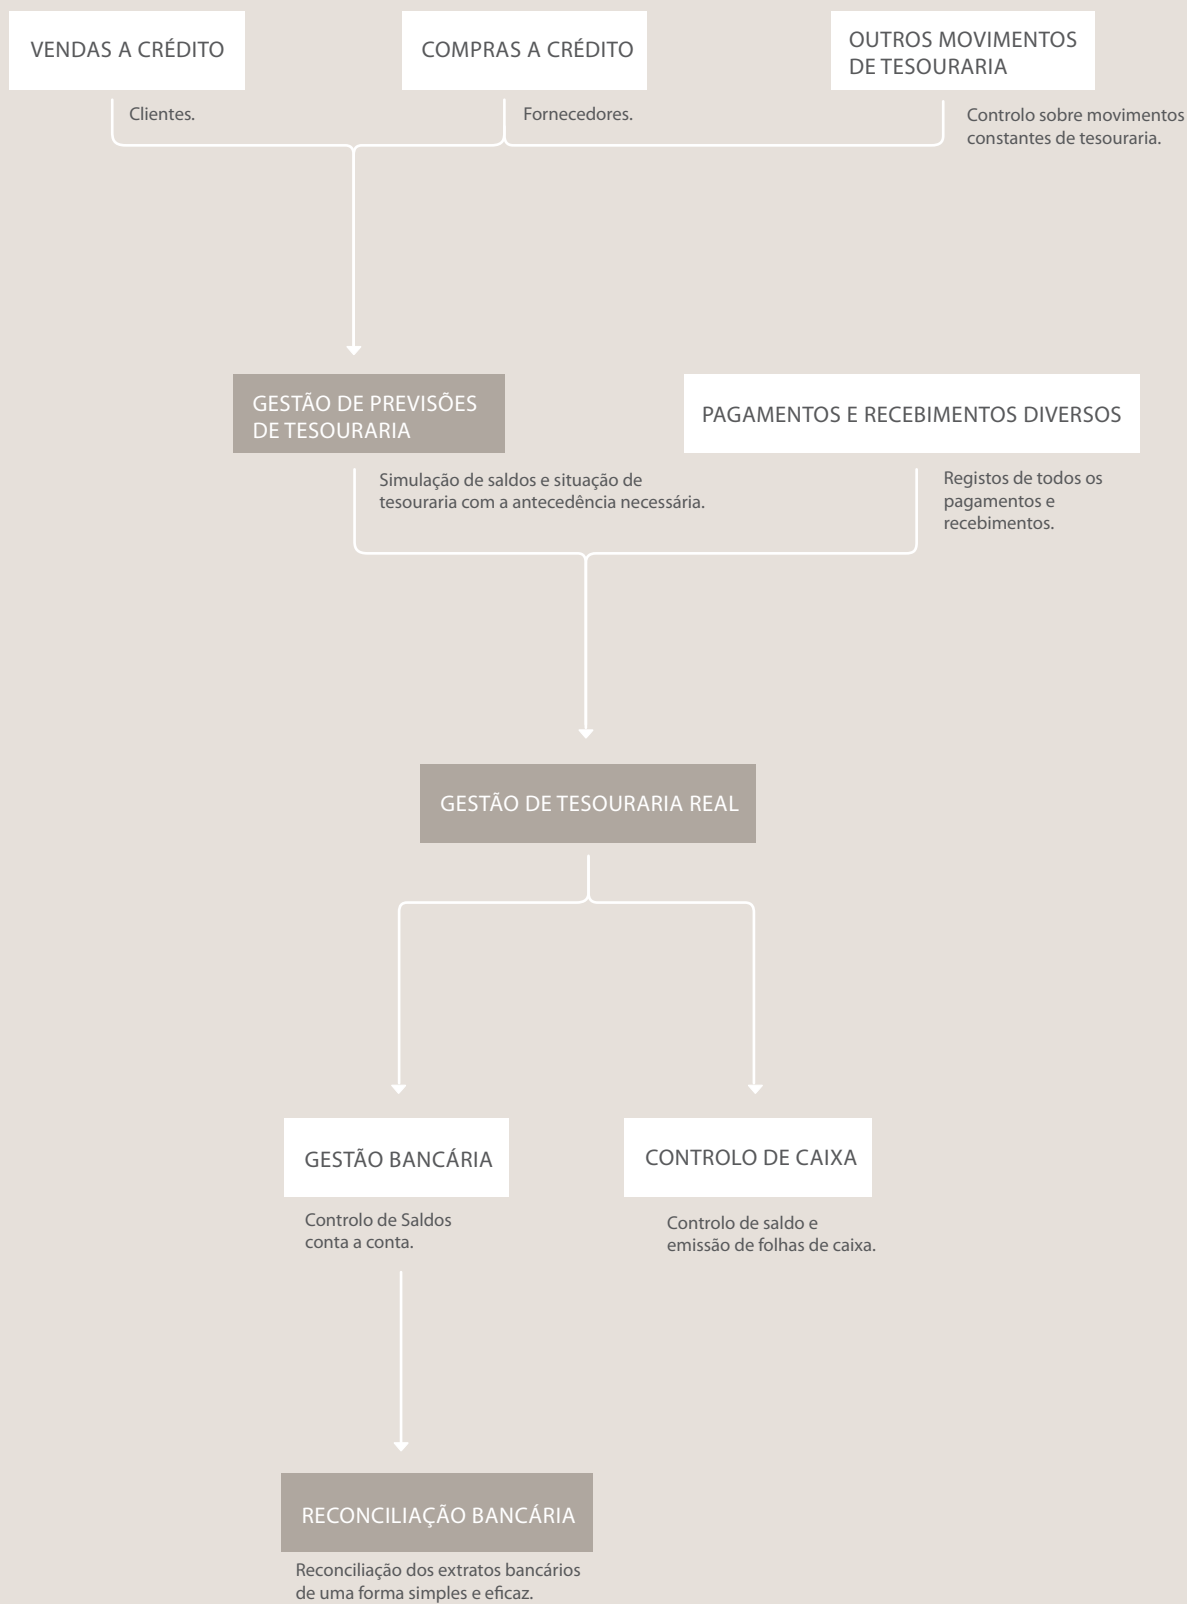 VENDAS A CRÉDITO
Clientes.
COMPRAS A CRÉDITO
Fornecedores.
OUTROS MOVIMENTOS
DE TESOURARIA
Controlo sobre movimentos
constantes de tesouraria.
GESTÃO DE PREVISÕES
DE TESOURARIA
Simulação de saldos e situação de
tesouraria com a antecedência necessária.
PAGAMENTOS E RECEBIMENTOS DIVERSOS
Registos de todos os
pagamentos e
recebimentos.
GESTÃO DE TESOURARIA REAL
GESTÃO BANCÁRIA
Controlo de Saldos
conta a conta.
CONTROLO DE CAIXA
Controlo de saldo e
emissão de folhas de caixa.
RECONCILIAÇÃO BANCÁRIA
Reconciliação dos extratos bancários
de uma forma simples e eficaz.